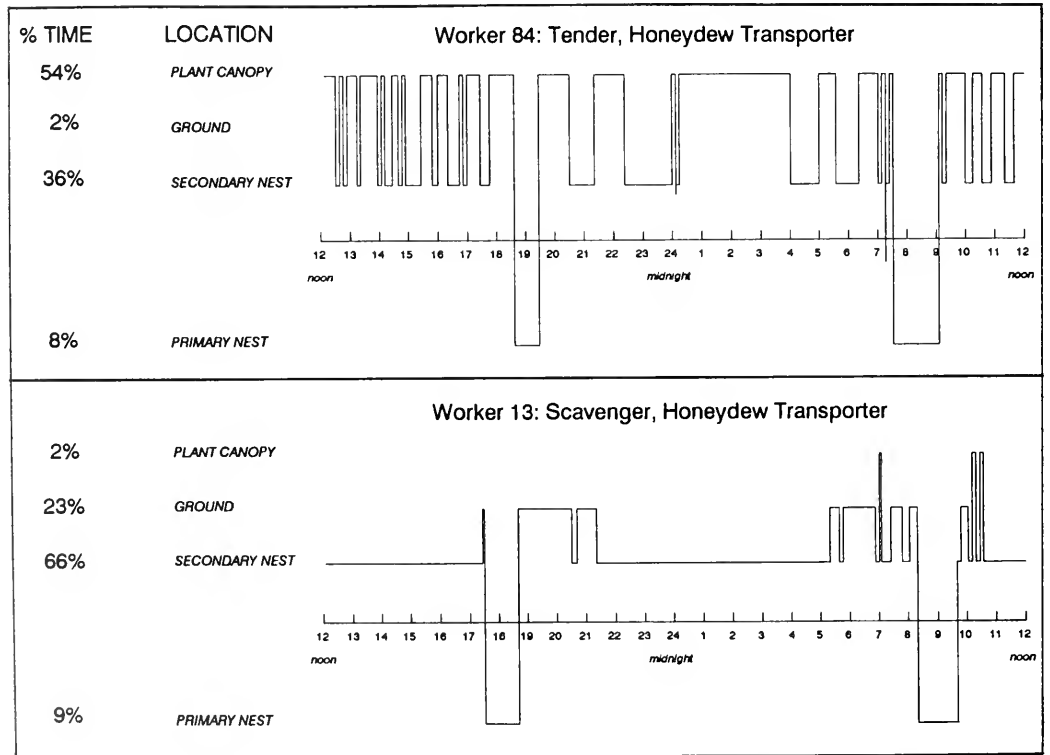 % TIME LOCATION Worker 84: Tender, Honeydew Transporter
54% PLANT CANOPY
2% GROUND
36% SECONDARY NEST
12 13 14 15 16 17 18 19 20 21 22 23 24 1 2 3 4 5 6 7 8 9 10 11 12
noon midnight noon
8% PRIMARY NEST
Worker 13: Scavenger, Honeydew Transporter
2% PLANT CANOPY
23% GROUND
66% SECONDARY NEST
12 13 14 15 16 17 18 19 20 21 22 23 24 1 2 3 4 5 6 7 8 9 10 11 12
noon midnight noon
9% PRIMARY NEST